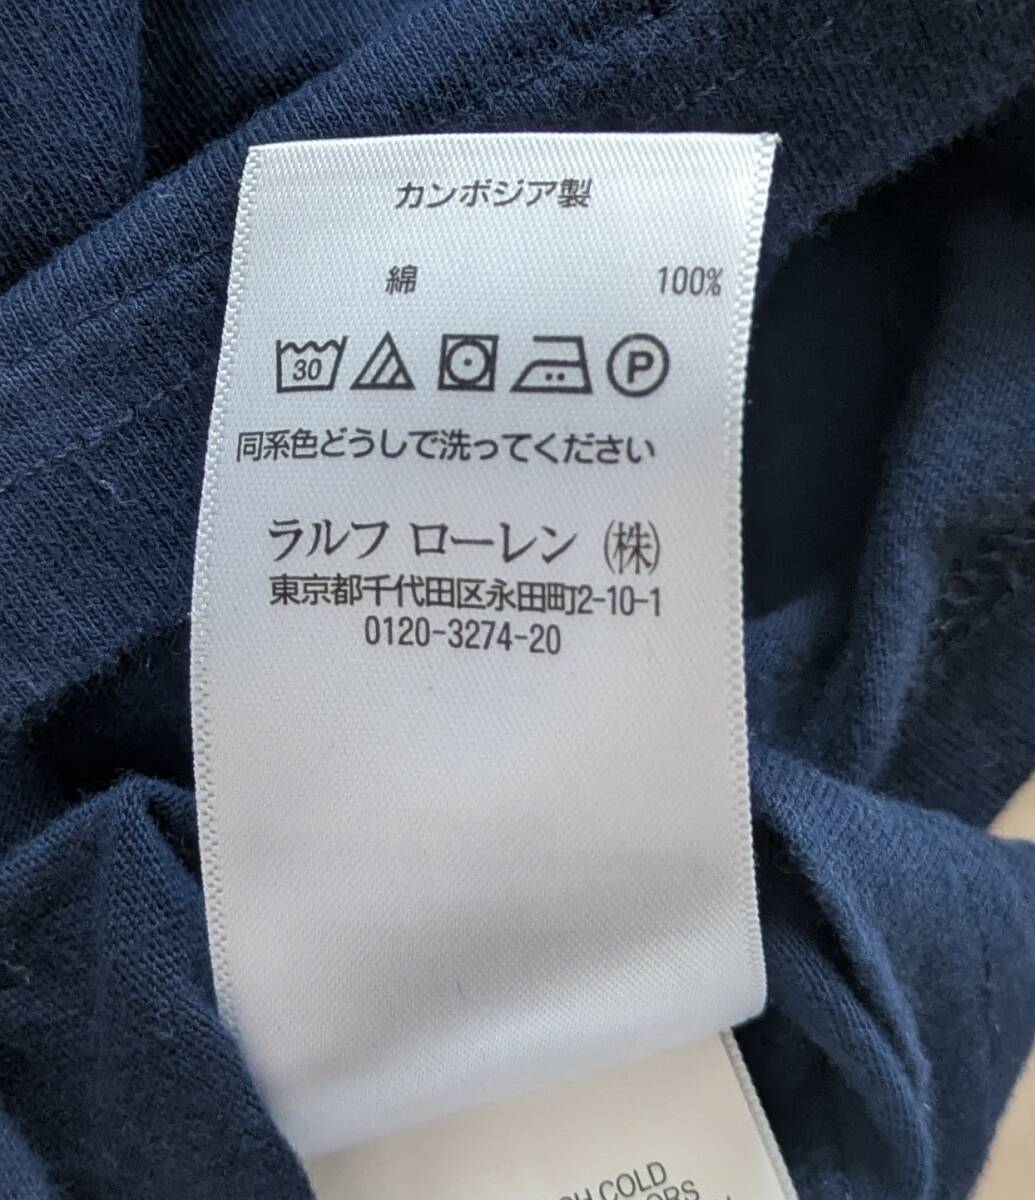 カンボジア製
綿 100%
30 P
同系色どうしで洗ってください
ラルフ ローレン (株)
東京都千代田区永田町2-10-1
0120-3274-20
COLD